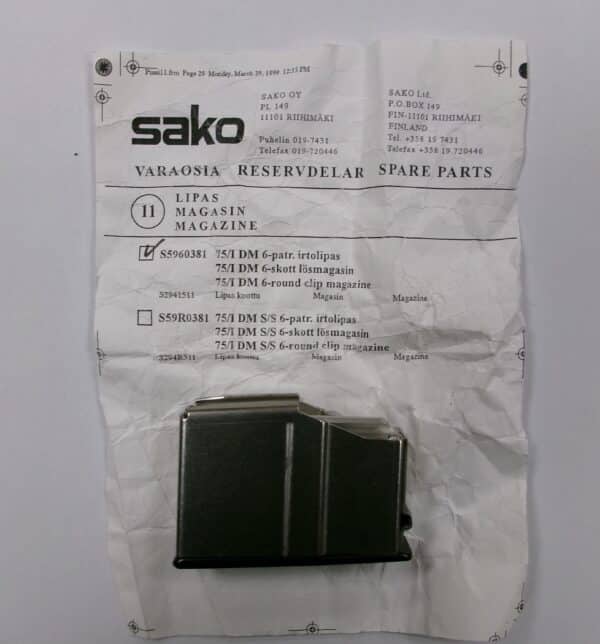 Page 29 Monday, March 29, 1999 12:53 PM
sako
SAKO OY
PL 149
11101 RIIHIMÄKI
Puhelin 019-7431
Telefax 019-720446
SAKO Ltd.
P.O.BOX 149
FIN-11101 RIIHIMÄKI
FINLAND
Tel. +358 19 7431
Telefax +358 19 720446
VARAOSIA RESERVDELAR SPARE PARTS
11
LIPAS
MAGASIN
MAGAZINE
S5960381 75/I DM 6-patr. irtolipas
75/I DM 6-skott lösmagasin
75/I DM 6-round clip magazine
S2941511 Lipas koottu Magasin Magazine
S59R0381 75/I DM S/S 6-patr. irtolipas
75/I DM S/S 6-skott lösmagasin
75/I DM S/S 6-round clip magazine
S294R511 Lipas koottu Magasin Magazine